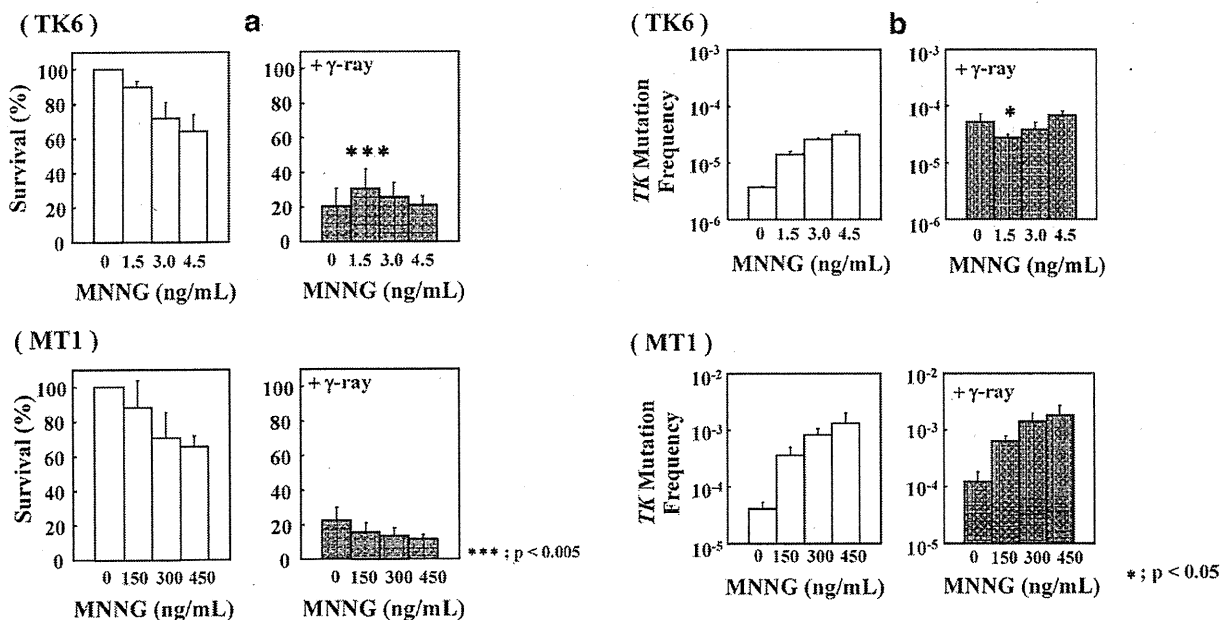 ( TK6 )
a
Survival (%)
100
80
60
40
20
0
0 1.5 3.0 4.5
MNNG (ng/mL)
+ γ-ray
100
80
60
40
20
0
***
0 1.5 3.0 4.5
MNNG (ng/mL)
( TK6 )
b
TK Mutation
Frequency
10-3
10-4
10-5
10-6
0 1.5 3.0 4.5
MNNG (ng/mL)
+ γ-ray
10-3
10-4
10-5
10-6
*
0 1.5 3.0 4.5
MNNG (ng/mL)
( MT1 )
Survival (%)
100
80
60
40
20
0
0 150 300 450
MNNG (ng/mL)
+ γ-ray
100
80
60
40
20
0
0 150 300 450
MNNG (ng/mL)
*** ; p < 0.005
( MT1 )
TK Mutation
Frequency
10-2
10-3
10-4
10-5
0 150 300 450
MNNG (ng/mL)
+ γ-ray
10-2
10-3
10-4
10-5
0 150 300 450
MNNG (ng/mL)
* ; p < 0.05